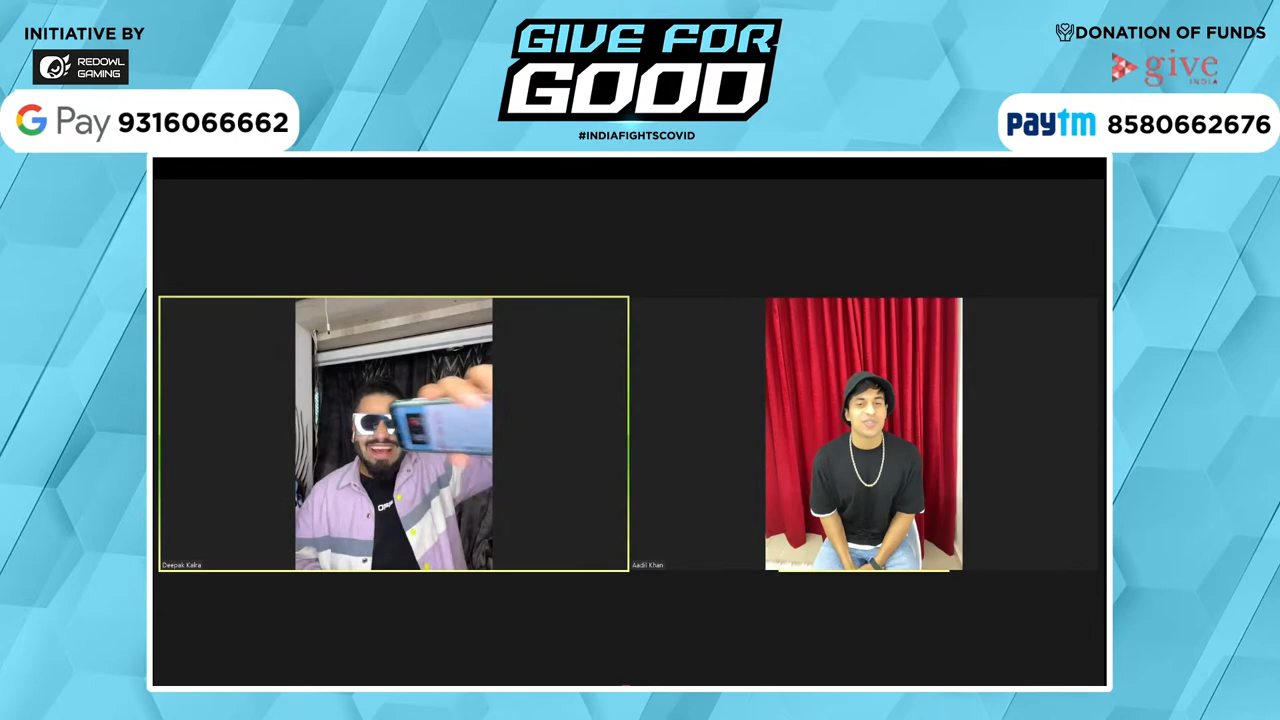 INITIATIVE BY
REDOWL
GAMING
G Pay 9316066662
GIVE FOR
GOOD
#INDIAFIGHTSCOVID
DONATION OF FUNDS
give
INDIA
paytm 8580662676
Deepak Kalra
Aadil Khan